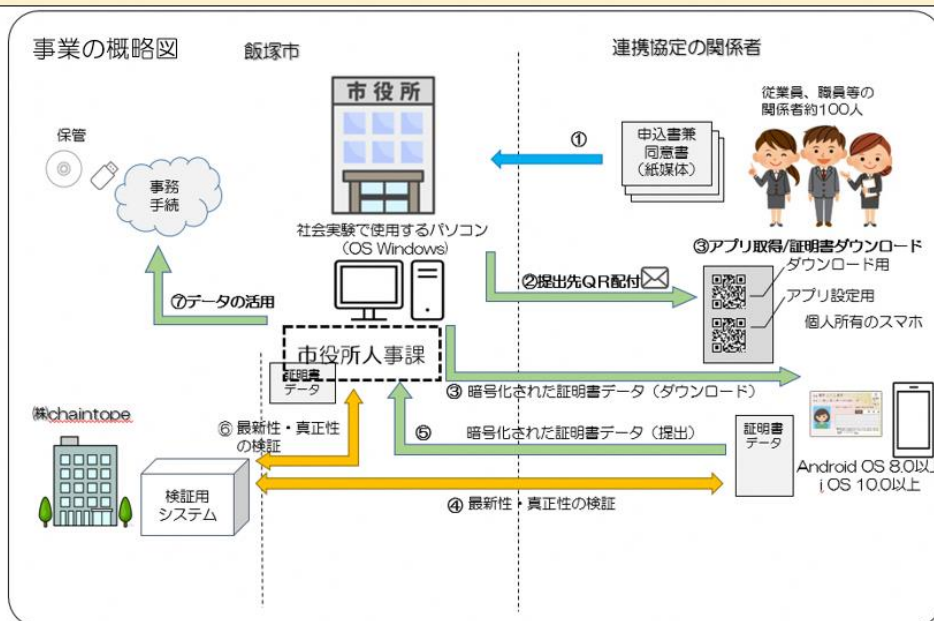 事業の概略図
飯塚市
連携協定の関係者
市役所
従業員、職員等の
関係者約100人
①
申込書兼
同意書
(紙媒体)
保管
事務
手続
社会実験で使用するパソコン
(OS Windows)
③アプリ取得/証明書ダウンロード
ダウンロード用
②提出先QR配付
アプリ設定用
個人所有のスマホ
⑦データの活用
市役所人事課
証明書
データ
③ 暗号化された証明書データ(ダウンロード)
㈱chaintope
⑥ 最新性・真正性
の検証
⑤ 暗号化された証明書データ(提出)
証明書
データ
Android OS 8.0以上
iOS 10.0以上
検証用
システム
④ 最新性・真正性の検証